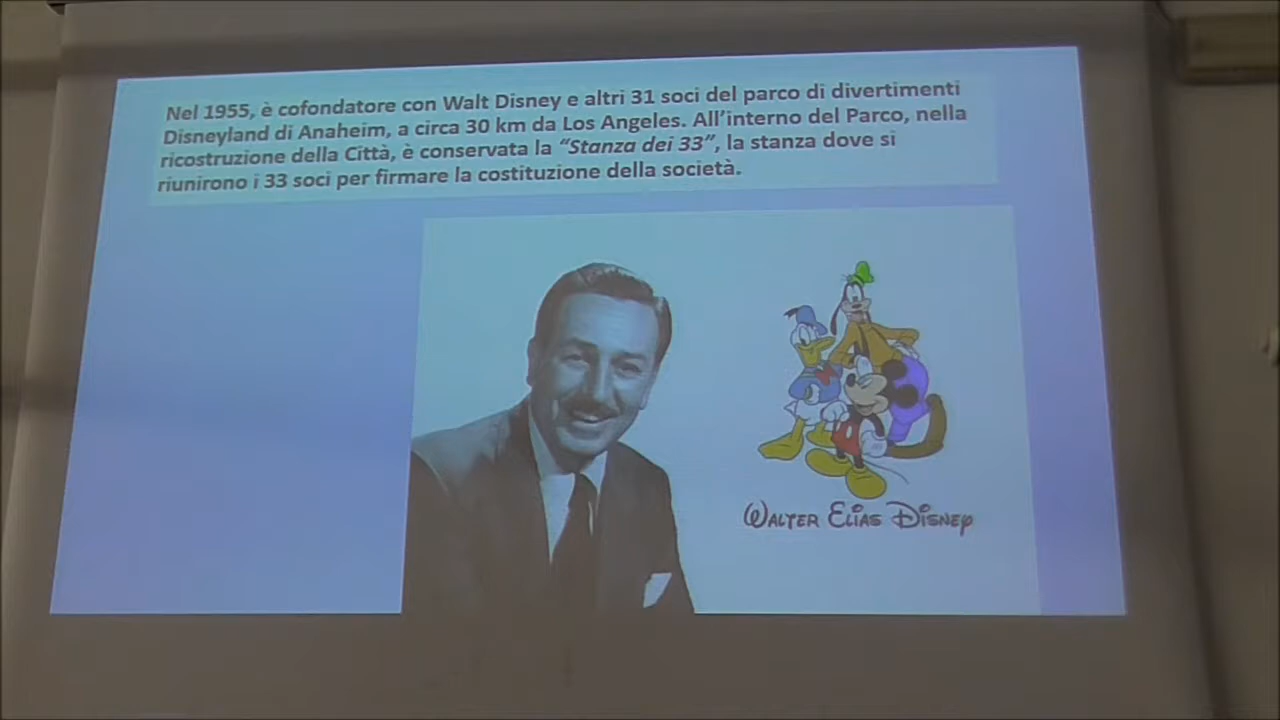 Nel 1955, è cofondatore con Walt Disney e altri 31 soci del parco di divertimenti
Disneyland di Anaheim, a circa 30 km da Los Angeles. All'interno del Parco, nella
ricostruzione della Città, è conservata la “Stanza dei 33”, la stanza dove si
riunirono i 33 soci per firmare la costituzione della società.
WALTER ELIAS DISNEY